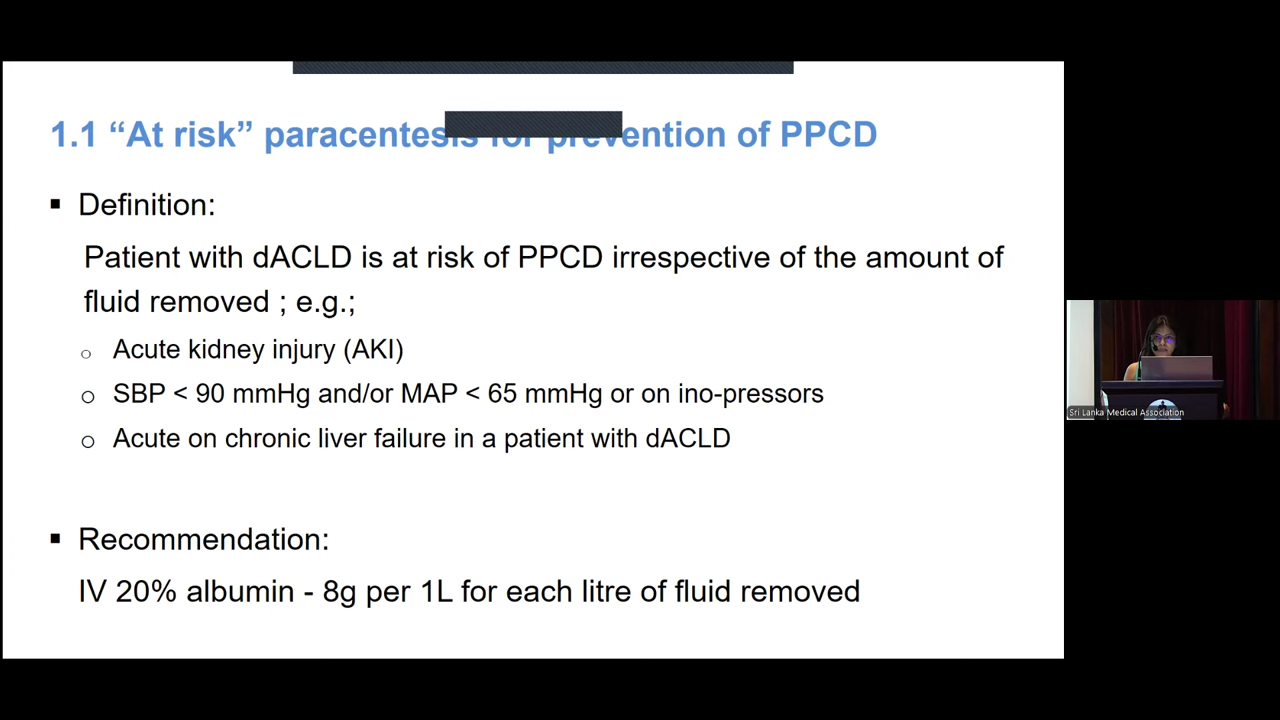 1.1 “At risk” paracentesis for prevention of PPCD
▪ Definition:
Patient with dACLD is at risk of PPCD irrespective of the amount of
fluid removed ; e.g.;
○ Acute kidney injury (AKI)
○ SBP < 90 mmHg and/or MAP < 65 mmHg or on ino-pressors
○ Acute on chronic liver failure in a patient with dACLD
▪ Recommendation:
IV 20% albumin - 8g per 1L for each litre of fluid removed
Sri Lanka Medical Association